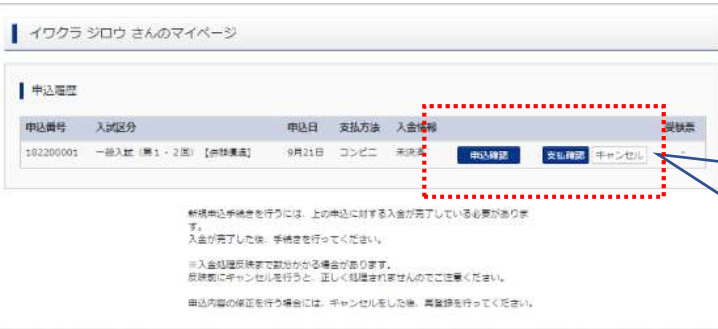 イワクラ ジロウ さんのマイページ
申込履歴
申込番号 入試区分 申込日 支払方法 入金情報 受験票
182200001 一般入試（第1・2回）【併願優遇】 9月21日 コンビニ 未決済 申込確認 支払確認 キャンセル -
新規申込手続きを行うには、上の申込に対する入金が完了している必要がありま
す。
入金が完了した後、手続きを行ってください。
※入金処理反映まで数分かかる場合があります。
反映前にキャンセルを行うと、正しく処理されませんのでご注意ください。
申込内容の修正を行う場合には、キャンセルをした後、再登録を行ってください。